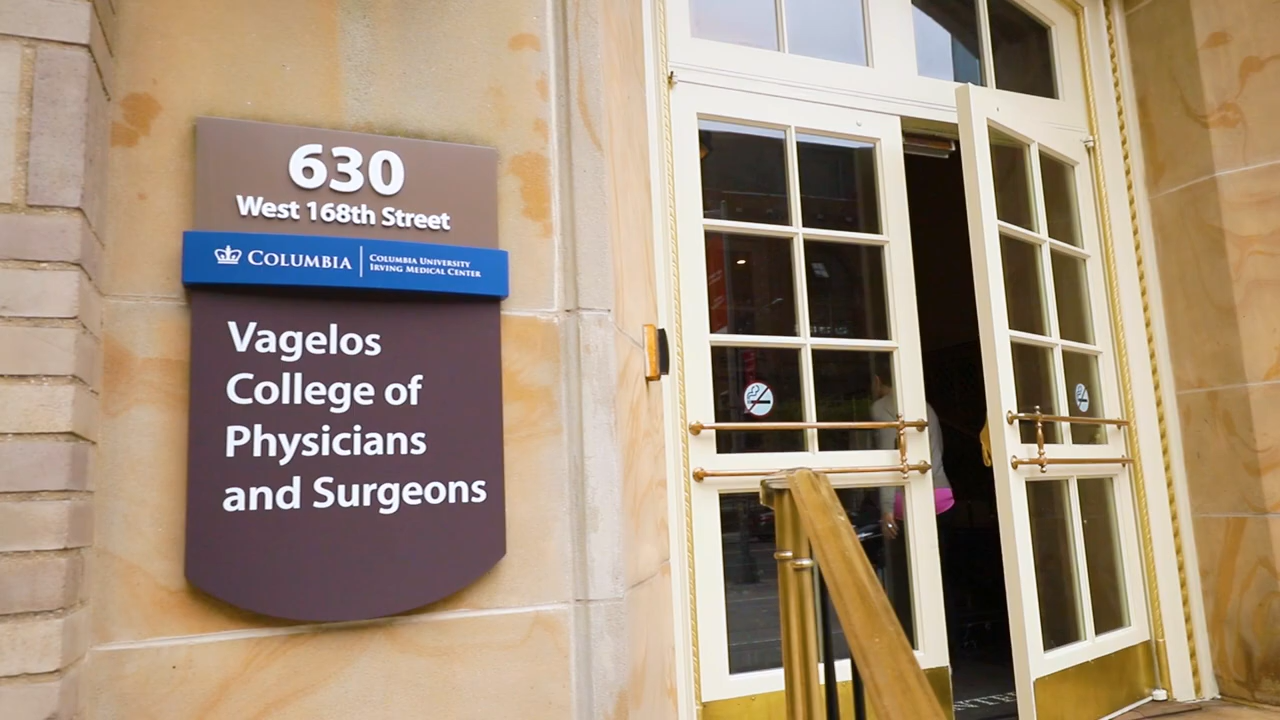 630
West 168th Street
COLUMBIA
COLUMBIA UNIVERSITY
IRVING MEDICAL CENTER
Vagelos
College of
Physicians
and Surgeons